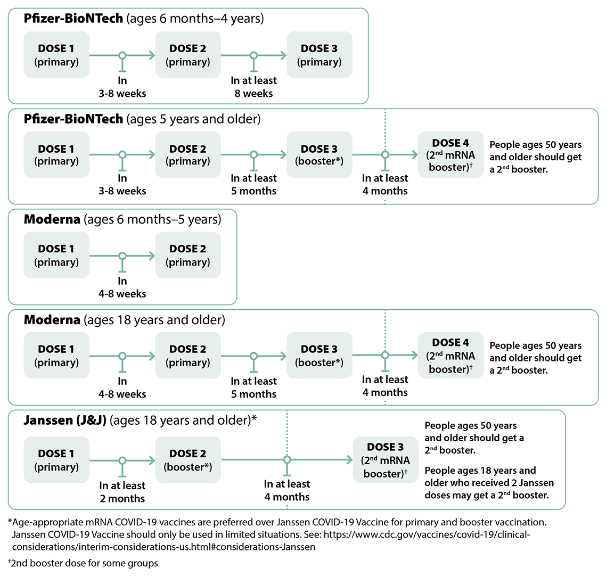 Pfizer-BioNTech (ages 6 months–4 years)
DOSE 1
(primary)
DOSE 2
(primary)
DOSE 3
(primary)
In
3-8 weeks
In at least
8 weeks
Pfizer-BioNTech (ages 5 years and older)
DOSE 1
(primary)
DOSE 2
(primary)
DOSE 3
(booster*)
DOSE 4
(2nd mRNA
booster)†
People ages 50 years
and older should get
a 2nd booster.
In
3-8 weeks
In at least
5 months
In at least
4 months
Moderna (ages 6 months–5 years)
DOSE 1
(primary)
DOSE 2
(primary)
In
4-8 weeks
Moderna (ages 18 years and older)
DOSE 1
(primary)
DOSE 2
(primary)
DOSE 3
(booster*)
DOSE 4
(2nd mRNA
booster)†
People ages 50 years
and older should get
a 2nd booster.
In
4-8 weeks
In at least
5 months
In at least
4 months
Janssen (J&J) (ages 18 years and older)*
DOSE 1
(primary)
DOSE 2
(booster*)
DOSE 3
(2nd mRNA
booster)†
People ages 50 years
and older should get a
2nd booster.
People ages 18 years and
older who received 2 Janssen
doses may get a 2nd booster.
In at least
2 months
In at least
4 months
*Age-appropriate mRNA COVID-19 vaccines are preferred over Janssen COVID-19 Vaccine for primary and booster vaccination.
Janssen COVID-19 Vaccine should only be used in limited situations. See: https://www.cdc.gov/vaccines/covid-19/clinical-
considerations/interim-considerations-us.html#considerations-Janssen
†2nd booster dose for some groups